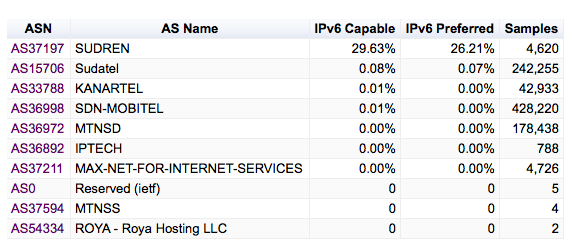 ASN AS Name IPv6 Capable IPv6 Preferred Samples
AS37197 SUDREN 29.63% 26.21% 4,620
AS15706 Sudatel 0.08% 0.07% 242,255
AS33788 KANARTEL 0.01% 0.00% 42,933
AS36998 SDN-MOBITEL 0.01% 0.00% 428,220
AS36972 MTNSD 0.00% 0.00% 178,438
AS36892 IPTECH 0.00% 0.00% 788
AS37211 MAX-NET-FOR-INTERNET-SERVICES 0.00% 0.00% 4,726
AS0 Reserved (ietf) 0 0 5
AS37594 MTNSS 0 0 4
AS54334 ROYA - Roya Hosting LLC 0 0 2